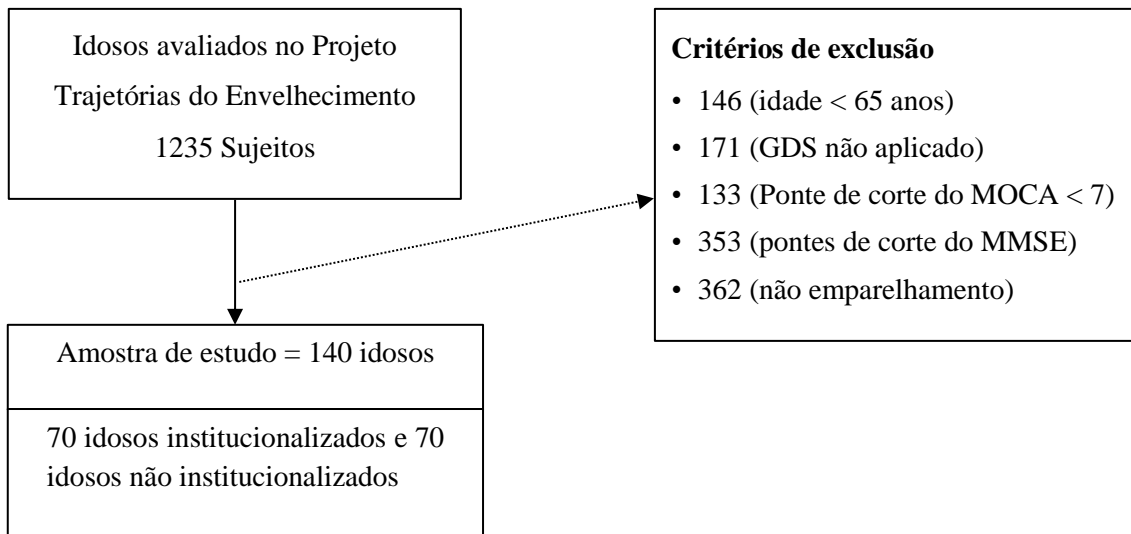 Idosos avaliados no Projeto
Trajetórias do Envelhecimento
1235 Sujeitos
Critérios de exclusão
• 146 (idade < 65 anos)
• 171 (GDS não aplicado)
• 133 (Ponte de corte do MOCA < 7)
• 353 (pontes de corte do MMSE)
• 362 (não emparelhamento)
Amostra de estudo = 140 idosos
70 idosos institucionalizados e 70
idosos não institucionalizados